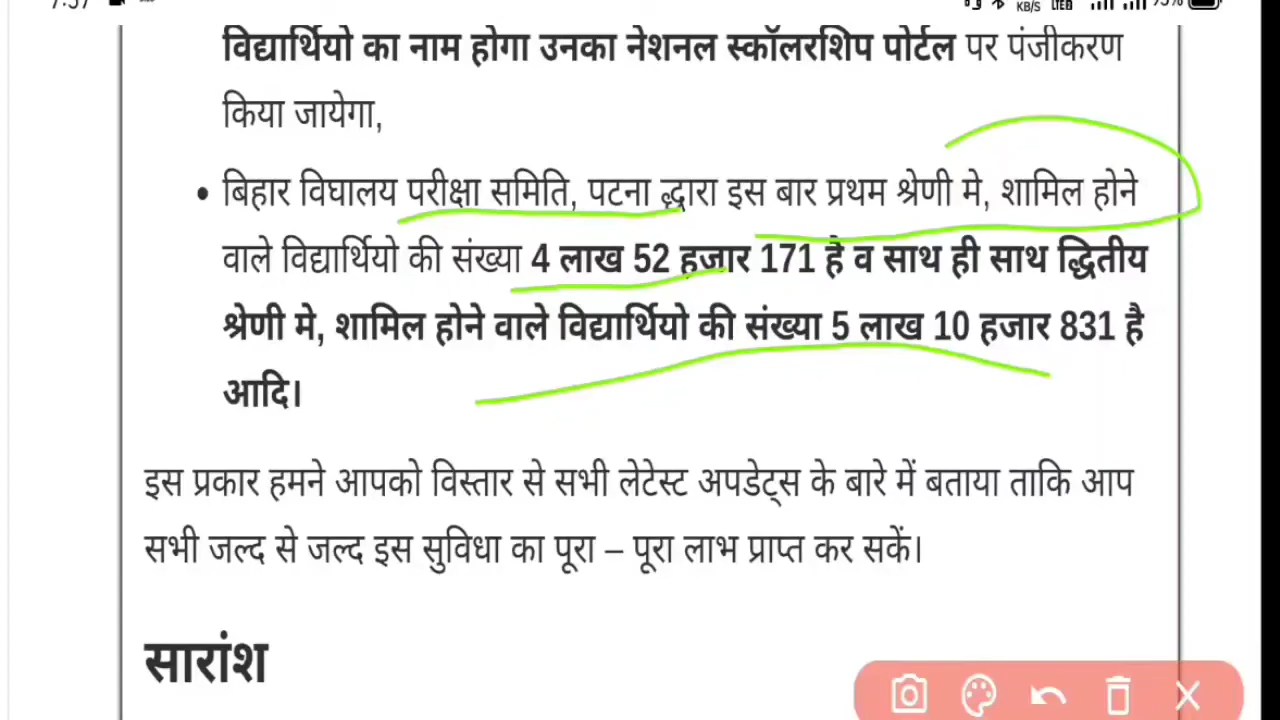 विद्यार्थियो का नाम होगा उनका नेशनल स्कॉलरशिप पोर्टल पर पंजीकरण
किया जायेगा,
• बिहार विघालय परीक्षा समिति, पटना द्धारा इस बार प्रथम श्रेणी मे, शामिल होने
वाले विद्यार्थियो की संख्या 4 लाख 52 हजार 171 है व साथ ही साथ द्धितीय
श्रेणी मे, शामिल होने वाले विद्यार्थियो की संख्या 5 लाख 10 हजार 831 है
आदि।
इस प्रकार हमने आपको विस्तार से सभी लेटेस्ट अपडेट्स के बारे में बताया ताकि आप
सभी जल्द से जल्द इस सुविधा का पूरा – पूरा लाभ प्राप्त कर सकें।
सारांश